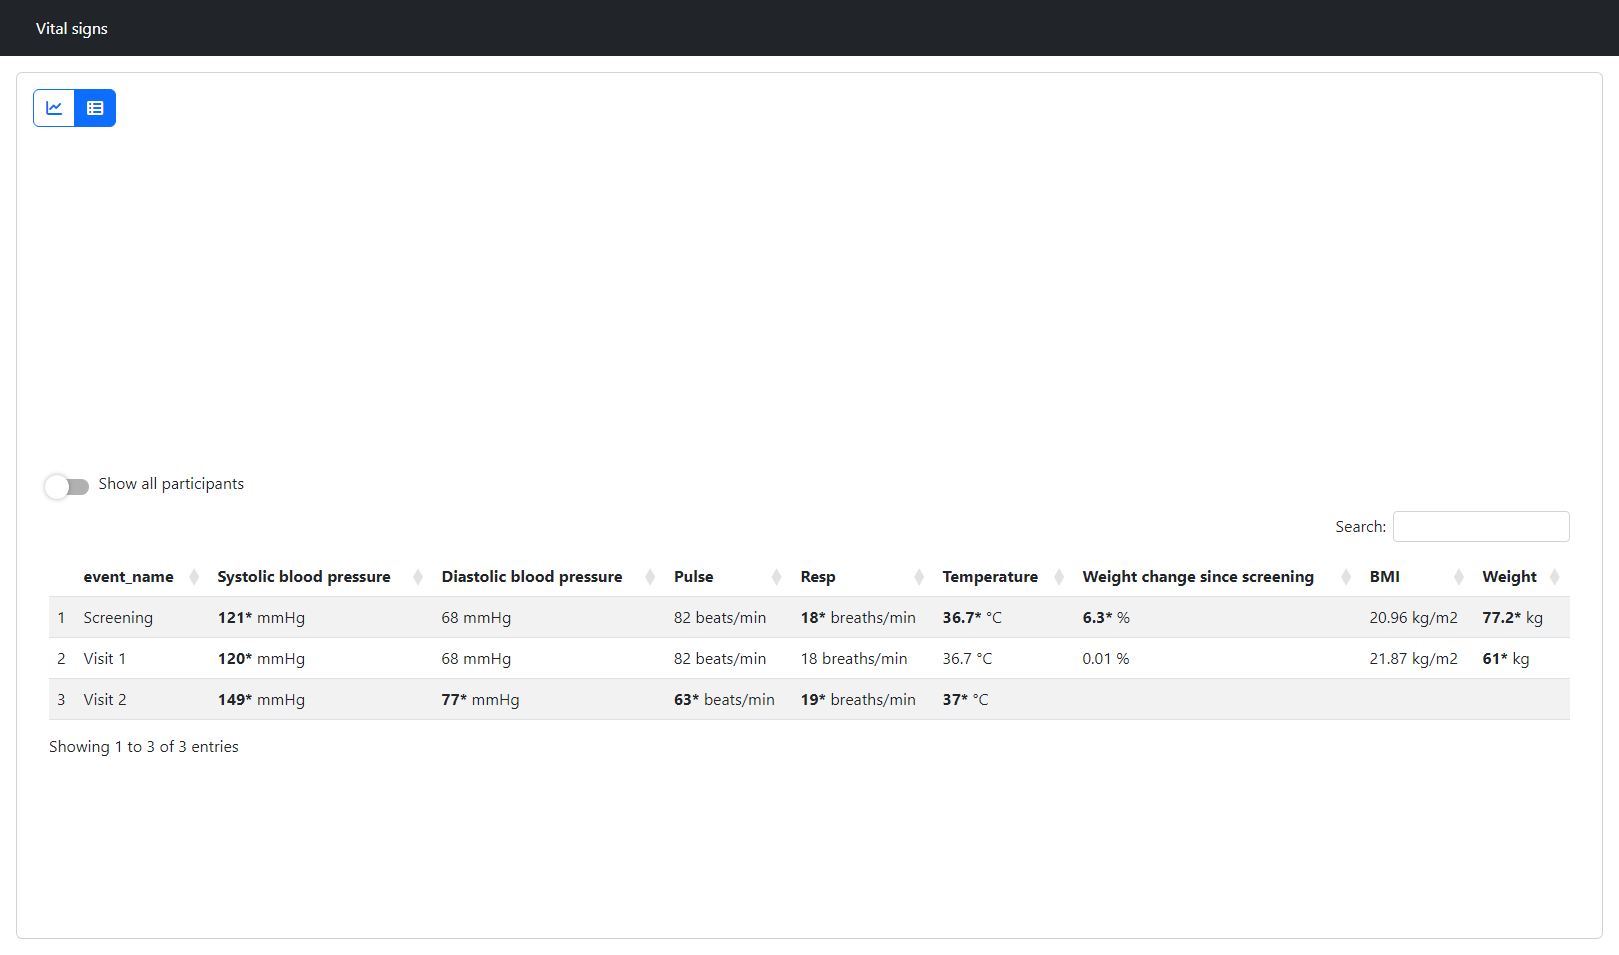 Vital signs
Show all participants
Search:
event_name Systolic blood pressure Diastolic blood pressure Pulse Resp Temperature Weight change since screening BMI Weight
1 Screening 121* mmHg 68 mmHg 82 beats/min 18* breaths/min 36.7* °C 6.3* % 20.96 kg/m2 77.2* kg
2 Visit 1 120* mmHg 68 mmHg 82 beats/min 18 breaths/min 36.7 °C 0.01 % 21.87 kg/m2 61* kg
3 Visit 2 149* mmHg 77* mmHg 63* beats/min 19* breaths/min 37* °C
Showing 1 to 3 of 3 entries